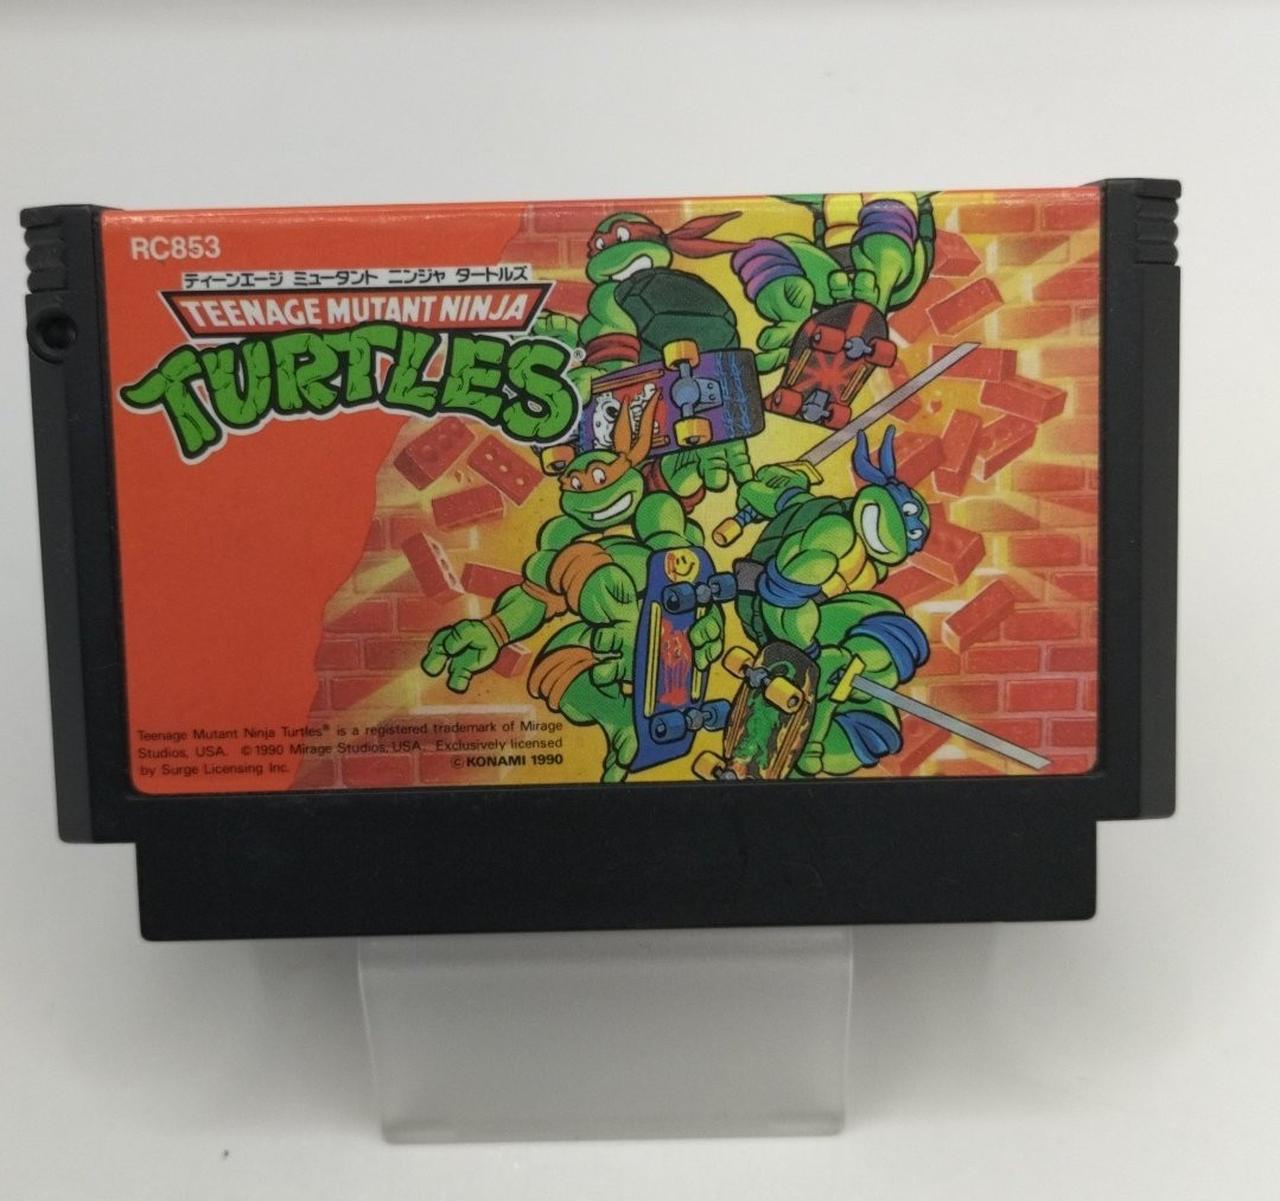 RC853
ティーンエージ ミュータント ニンジャ タートルズ
TEENAGE MUTANT NINJA
TURTLES®
Teenage Mutant Ninja Turtles® is a registered trademark of Mirage
Studios, USA. ©1990 Mirage Studios, USA. Exclusively licensed
by Surge Licensing Inc.
©KONAMI 1990